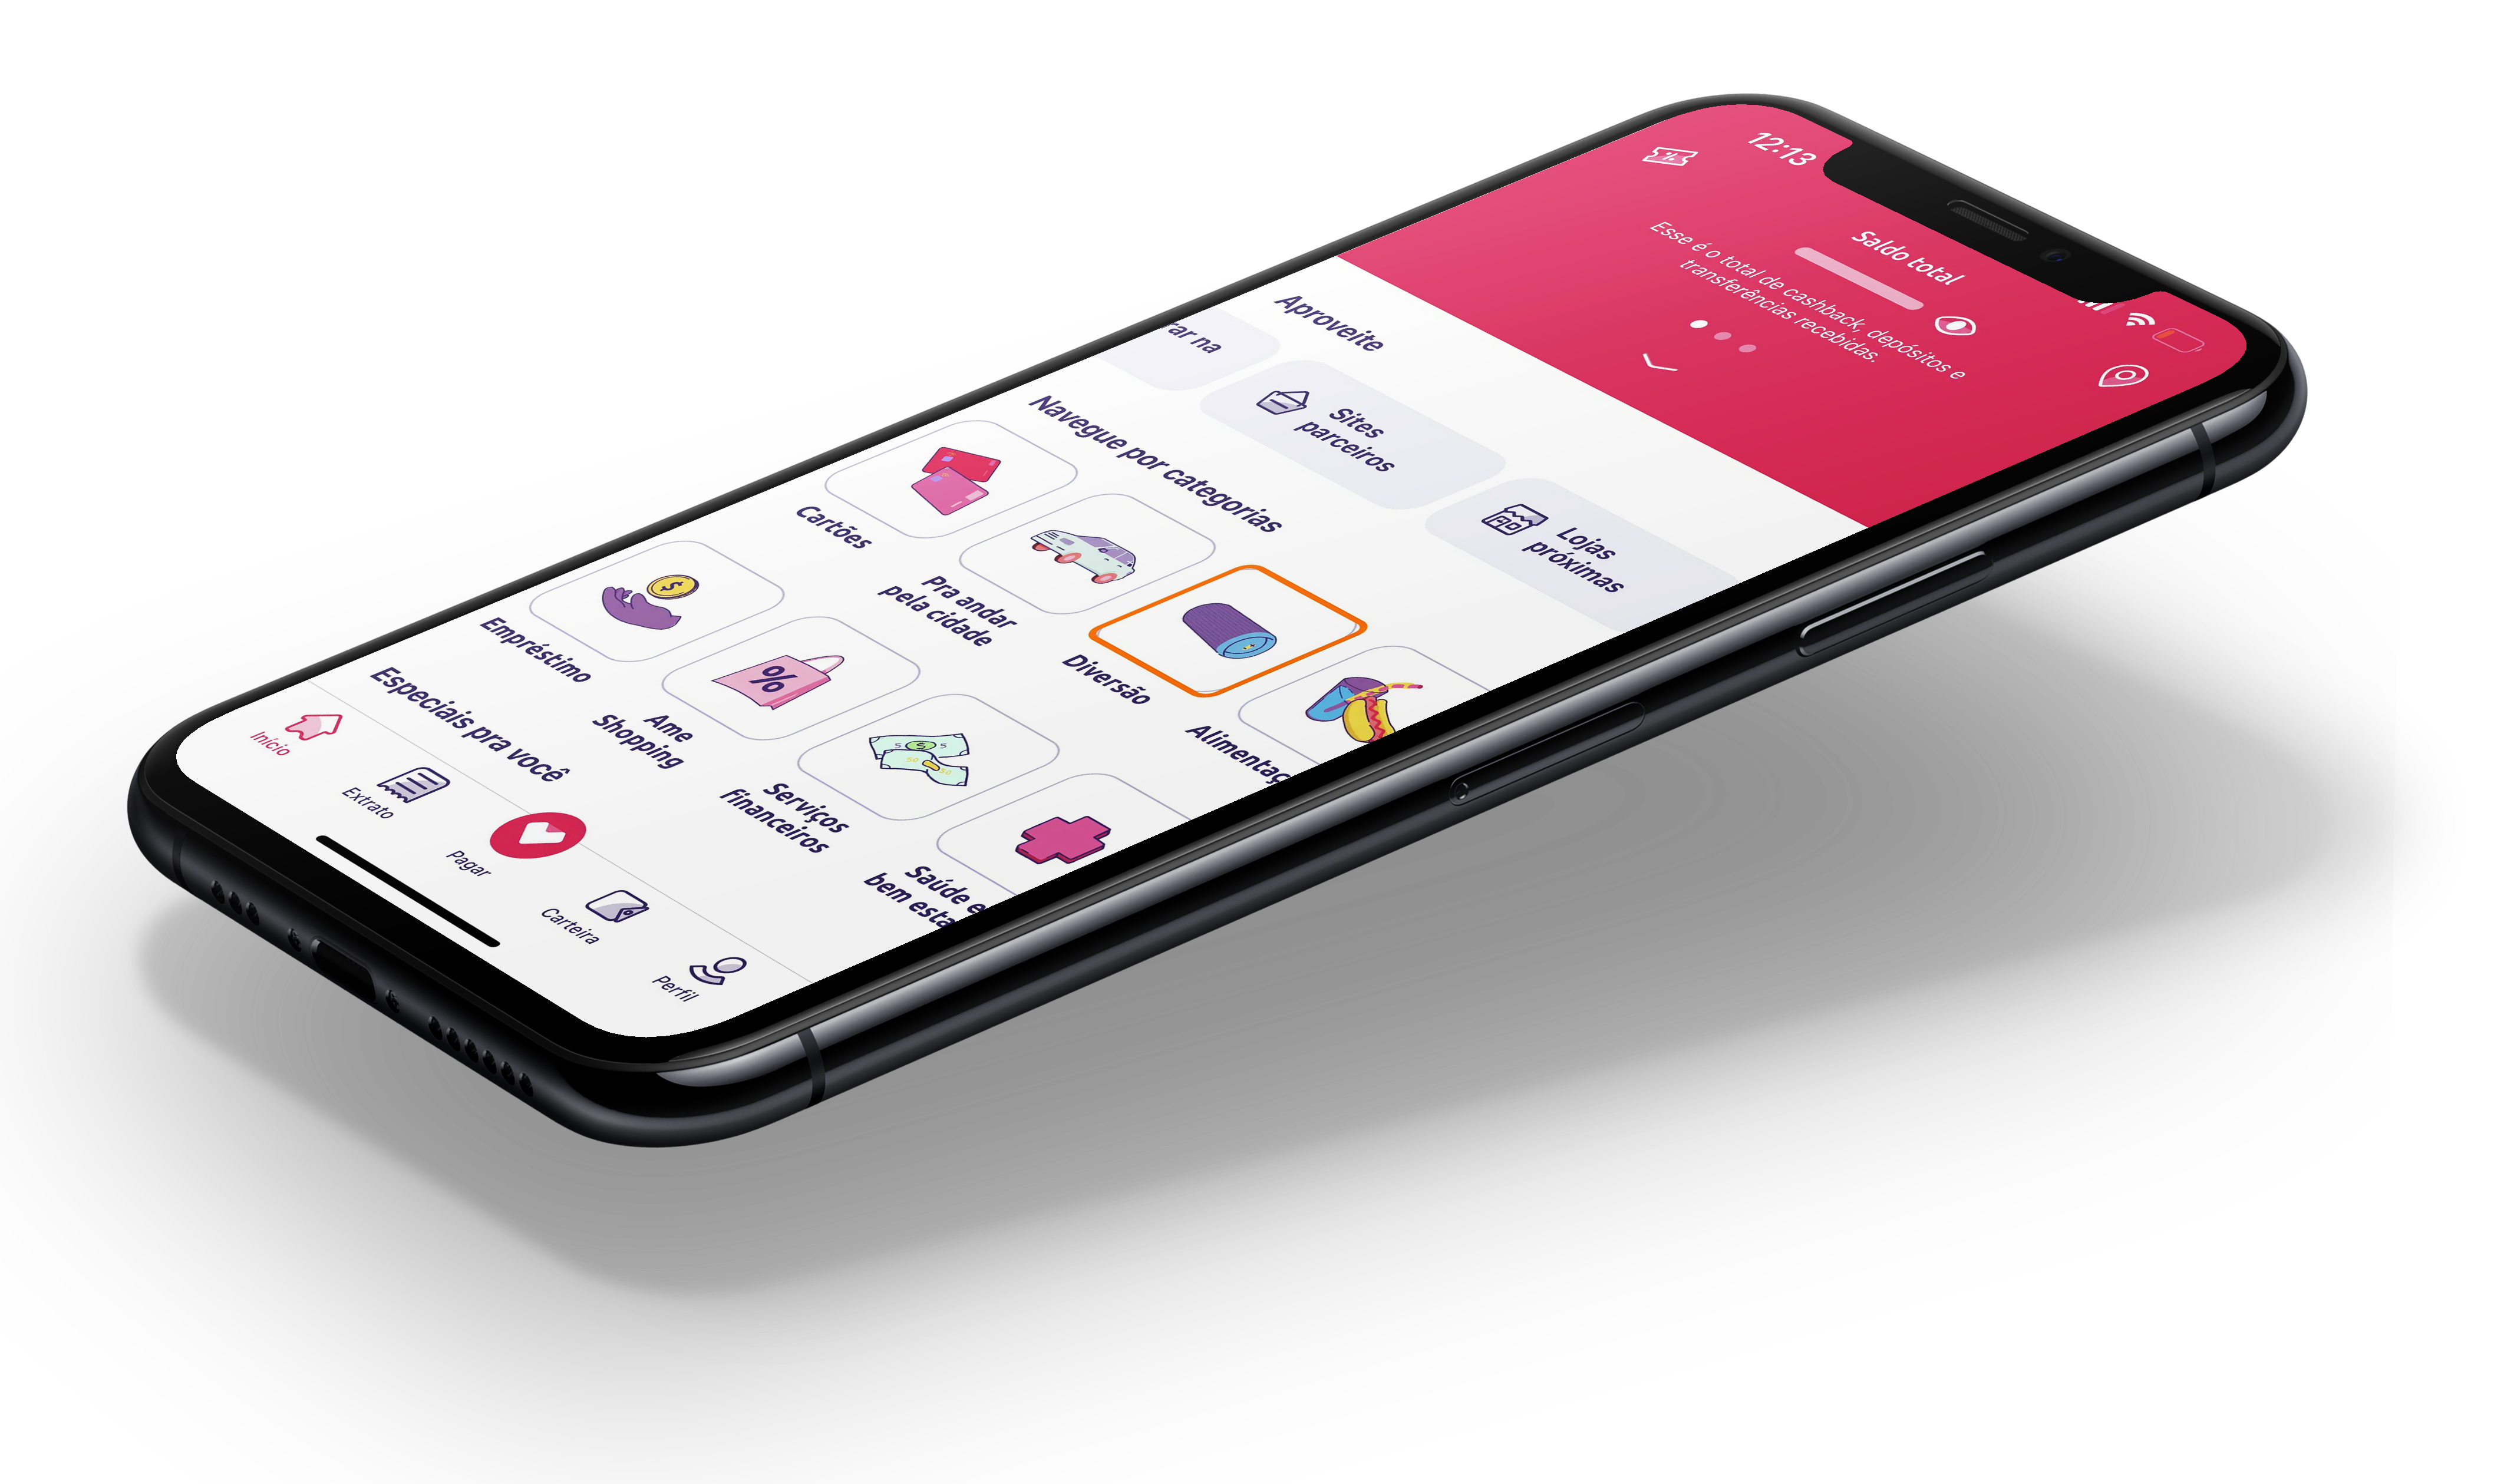 12:13
Saldo total
Esse é o total de cashback, depósitos e
transferências recebidas.
Aproveite
rar na
Sites
parceiros
Lojas
próximas
Navegue por categorias
Cartões
Pra andar
pela cidade
Diversão
Alimentaç
Empréstimo
%
Ame
Shopping
Serviços
financeiros
Saúde e
bem esta
Especiais pra você
Início
Extrato
Pagar
Carteira
Perfil